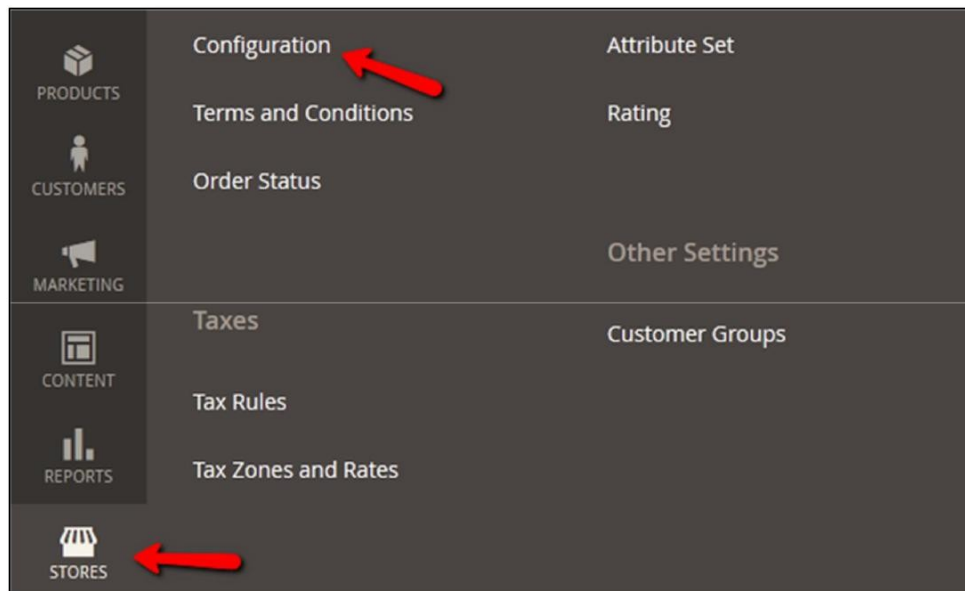 PRODUCTS
CUSTOMERS
MARKETING
CONTENT
REPORTS
STORES
Configuration
Terms and Conditions
Order Status
Taxes
Tax Rules
Tax Zones and Rates
Attribute Set
Rating
Other Settings
Customer Groups